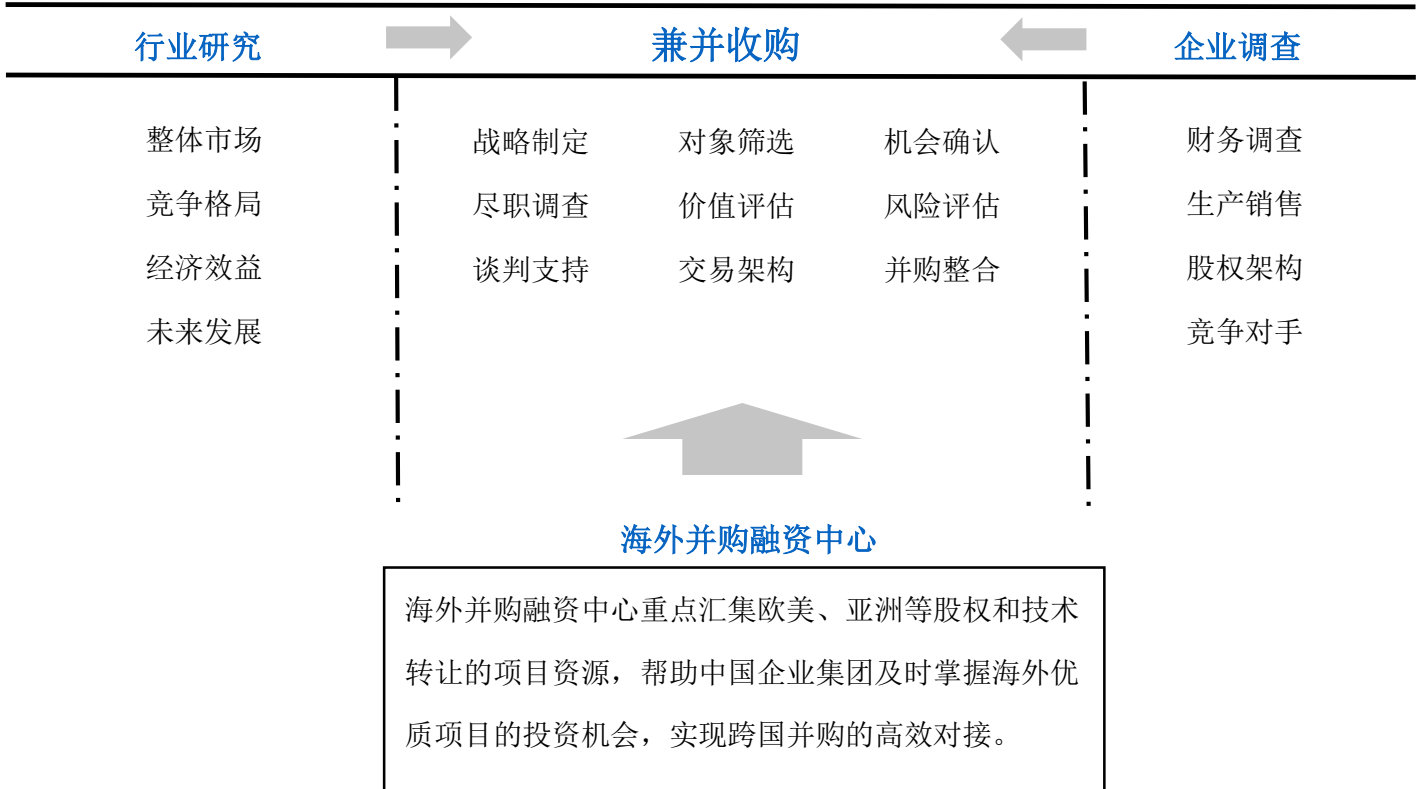 行业研究
兼并收购
企业调查
整体市场
竞争格局
经济效益
未来发展
战略制定 对象筛选 机会确认
尽职调查 价值评估 风险评估
谈判支持 交易架构 并购整合
财务调查
生产销售
股权架构
竞争对手
海外并购融资中心
海外并购融资中心重点汇集欧美、亚洲等股权和技术
转让的项目资源，帮助中国企业集团及时掌握海外优
质项目的投资机会，实现跨国并购的高效对接。